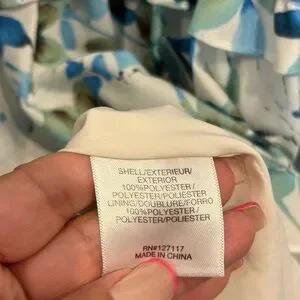 SHELL/EXTERIEUR/
EXTERIOR
100%POLYESTER/
POLYESTER/POLIESTER
LINING/DOUBLURE/FORRO
100%POLYESTER/
POLYESTER/POLIESTER
RN#127117
MADE IN CHINA